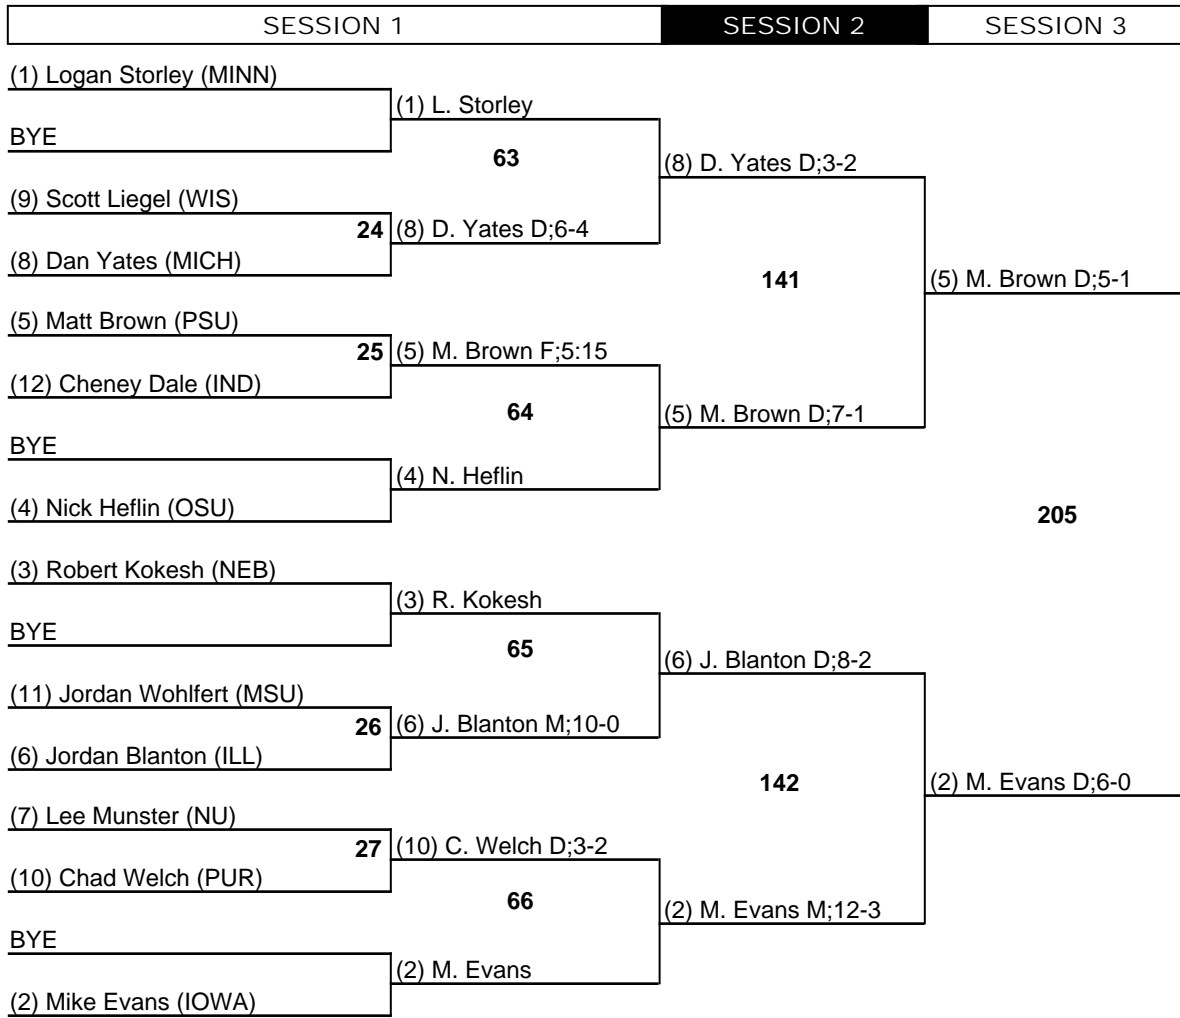 SESSION 1
SESSION 2
SESSION 3
(1) Logan Storley (MINN)
BYE
(9) Scott Liegel (WIS)
24
(8) Dan Yates (MICH)
(5) Matt Brown (PSU)
25
(12) Cheney Dale (IND)
BYE
(4) Nick Heflin (OSU)
(3) Robert Kokesh (NEB)
BYE
(11) Jordan Wohlfert (MSU)
26
(6) Jordan Blanton (ILL)
(7) Lee Munster (NU)
27
(10) Chad Welch (PUR)
BYE
(2) Mike Evans (IOWA)
(1) L. Storley
63
(8) D. Yates D;6-4
(5) M. Brown F;5:15
64
(4) N. Heflin
(3) R. Kokesh
65
(6) J. Blanton M;10-0
(10) C. Welch D;3-2
66
(2) M. Evans
(8) D. Yates D;3-2
141
(5) M. Brown D;7-1
(6) J. Blanton D;8-2
142
(2) M. Evans M;12-3
(5) M. Brown D;5-1
205
(2) M. Evans D;6-0